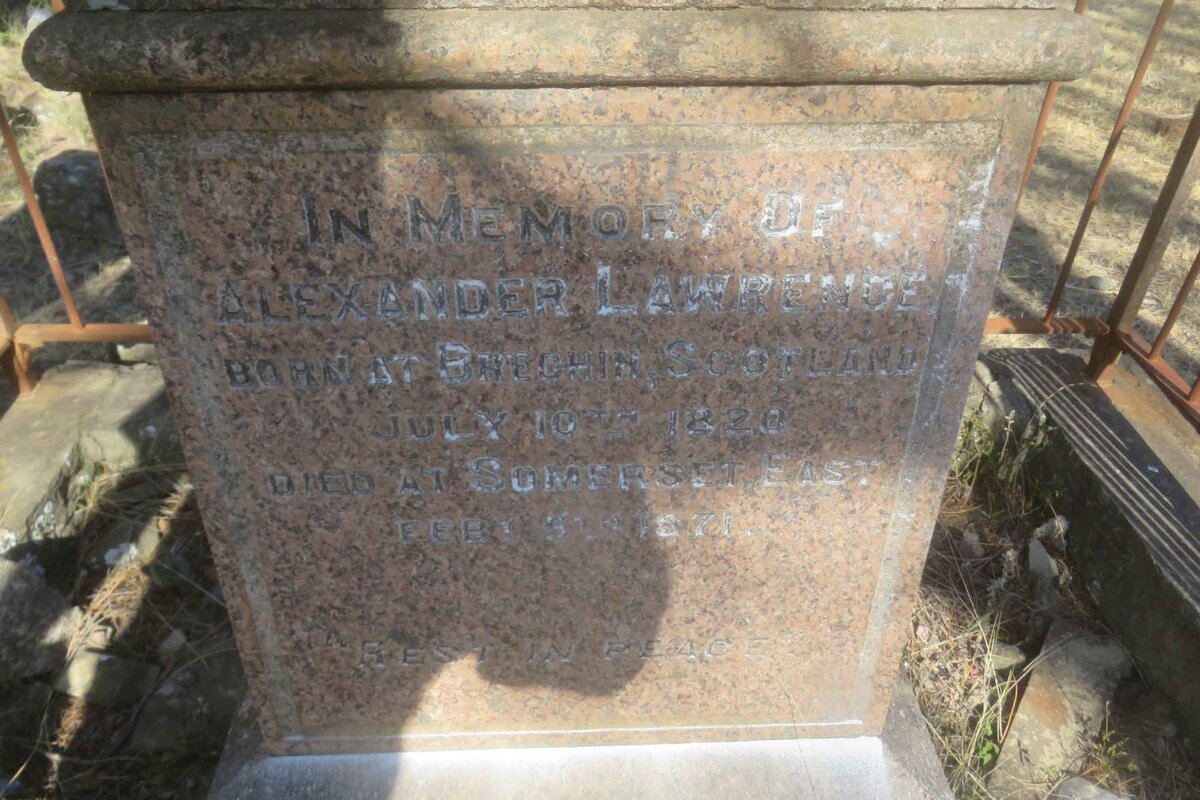 IN MEMORY OF
ALEXANDER LAWRENCE,
BORN AT BRECHIN, SCOTLAND
JULY 10TH 1820
DIED AT SOMERSET EAST
FEBY 1871.
"REST IN PEACE."